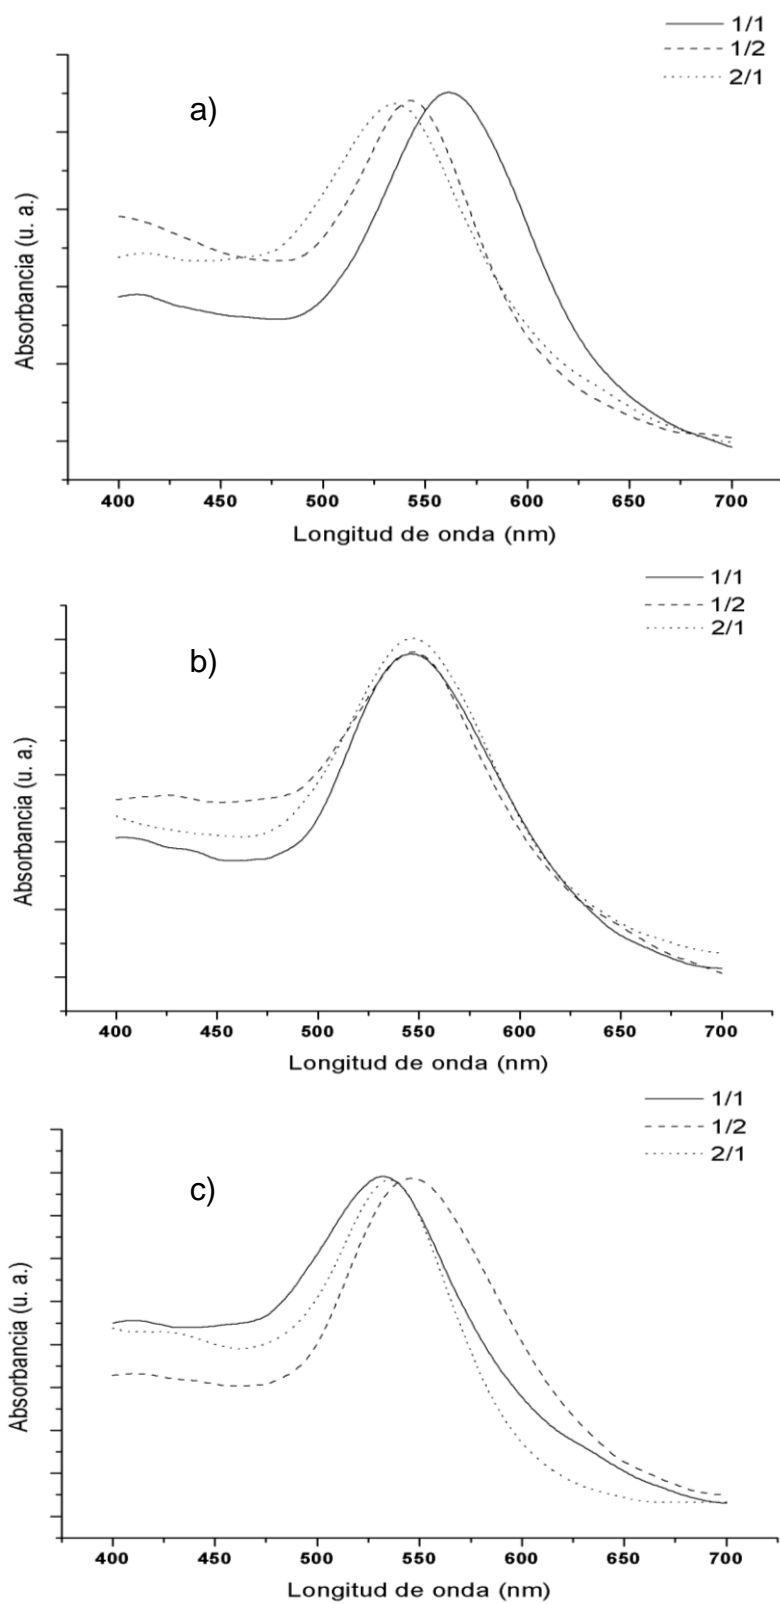 1/1
1/2
2/1
a)
Absorbancia (u. a.)
400 450 500 550 600 650 700
Longitud de onda (nm)
1/1
1/2
2/1
b)
Absorbancia (u. a.)
400 450 500 550 600 650 700
Longitud de onda (nm)
1/1
1/2
2/1
c)
Absorbancia (u. a.)
400 450 500 550 600 650 700
Longitud de onda (nm)